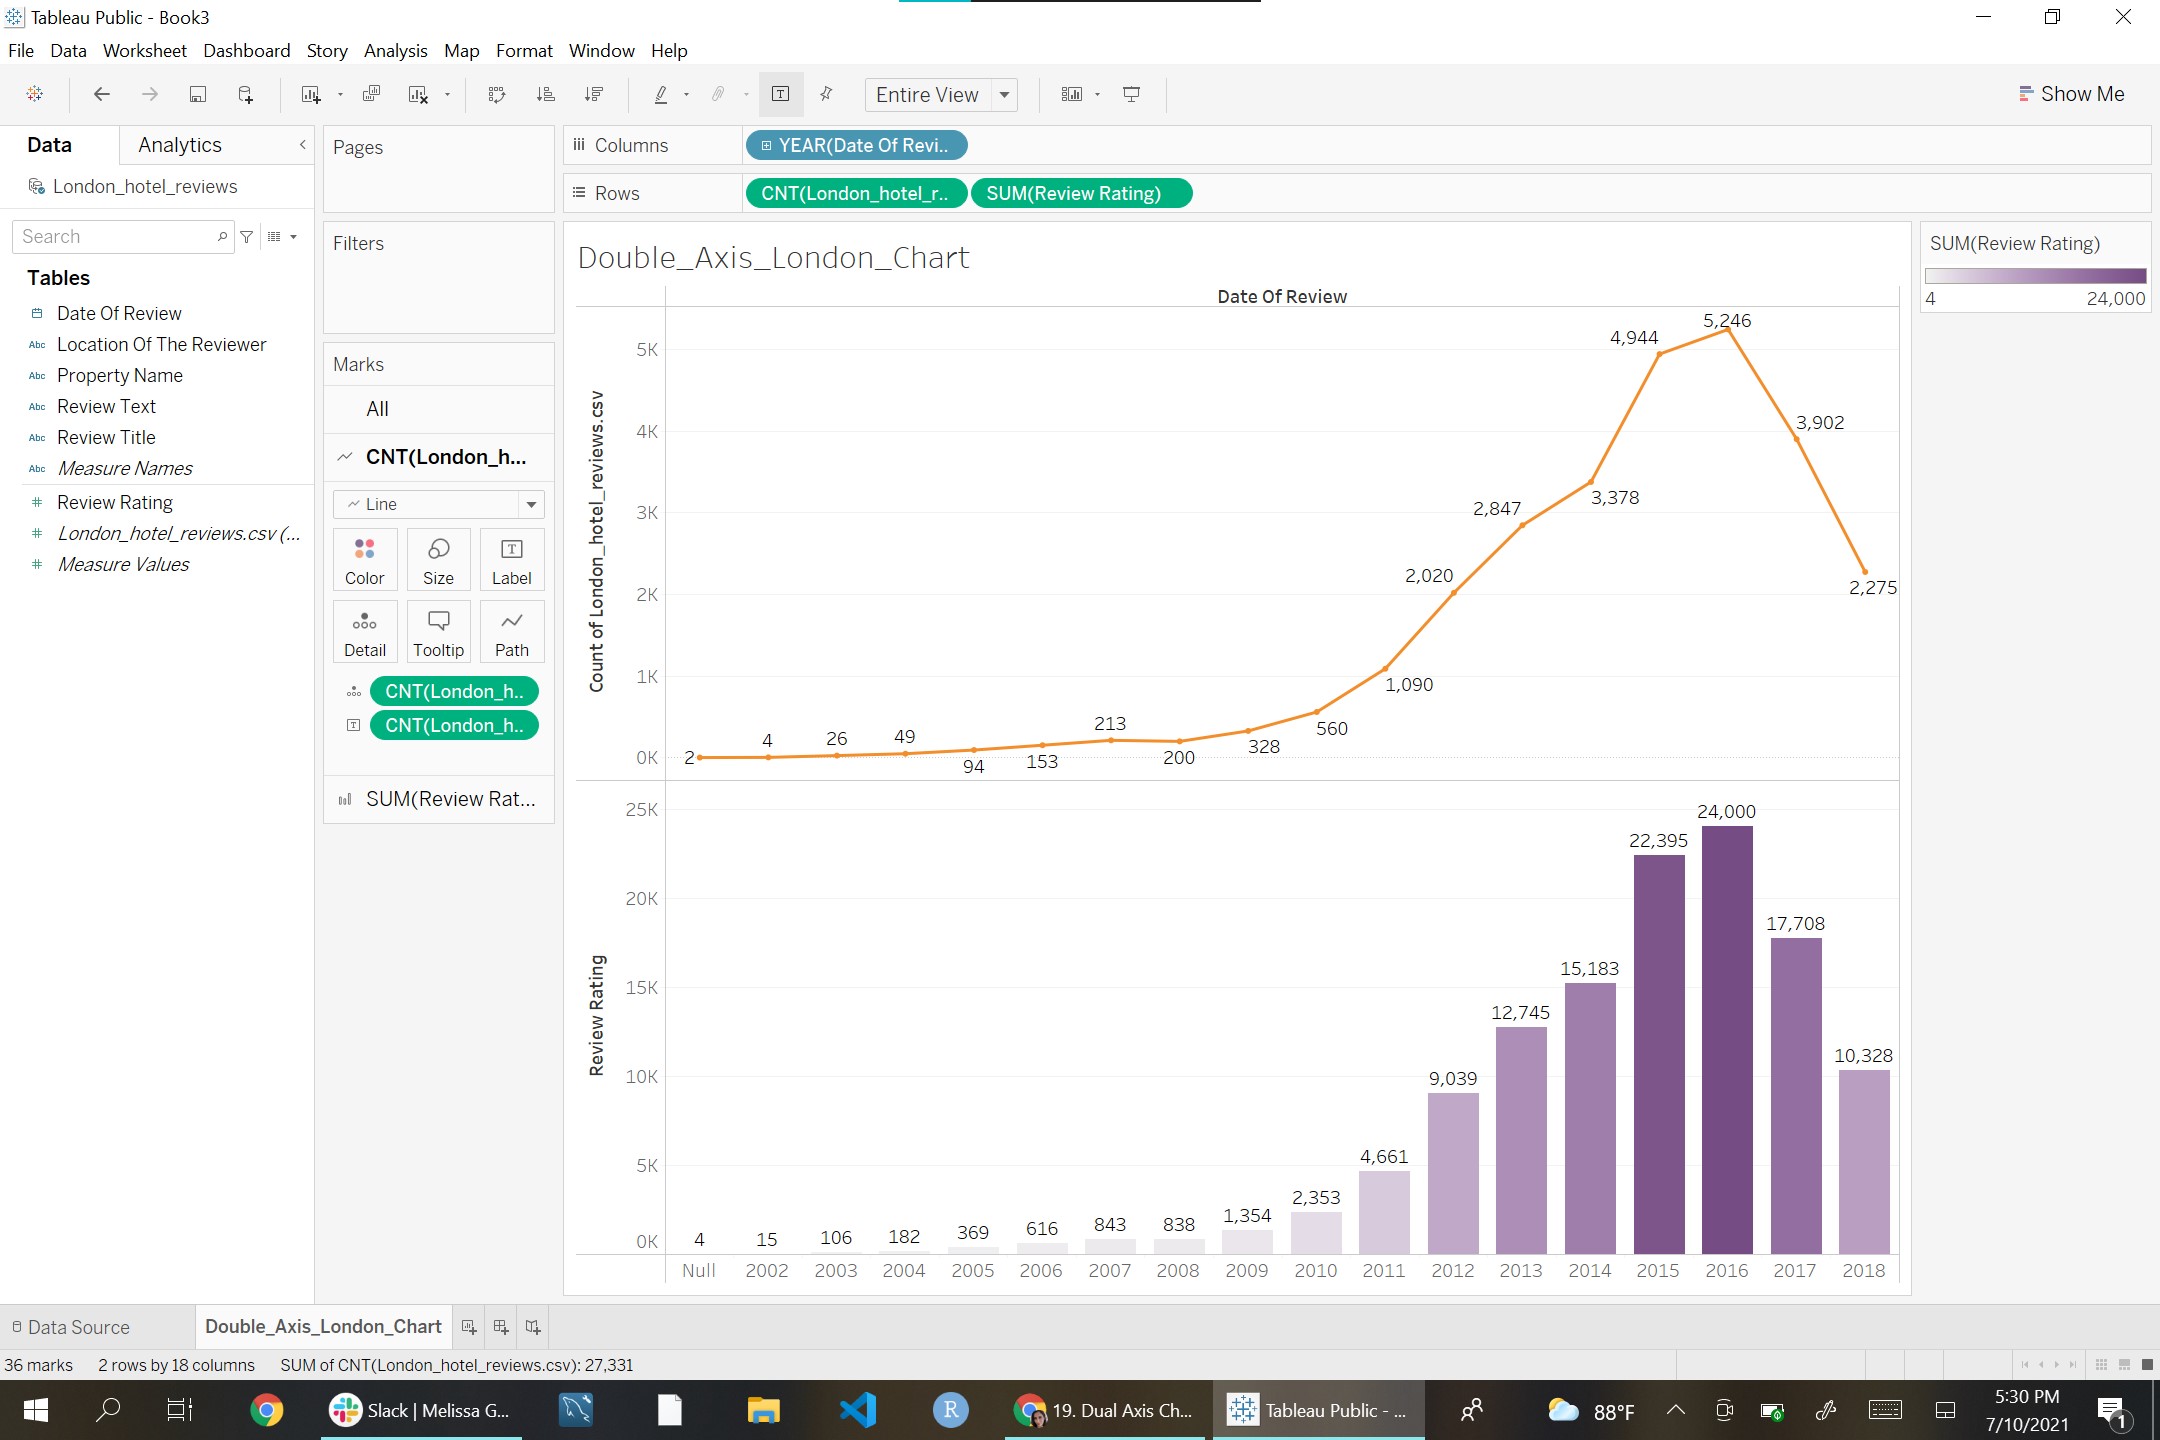 Tableau Public - Book3
File Data Worksheet Dashboard Story Analysis Map Format Window Help
Entire View
Show Me
Data Analytics
London_hotel_reviews
Search
Tables
Date Of Review
Abc Location Of The Reviewer
Abc Property Name
Abc Review Text
Abc Review Title
Abc Measure Names
# Review Rating
# London_hotel_reviews.csv (...
# Measure Values
Pages
Filters
Marks
All
CNT(London_h...
Line
Color Size Label
Detail Tooltip Path
CNT(London_h..
CNT(London_h..
SUM(Review Rat...
Columns YEAR(Date Of Revi..
Rows CNT(London_hotel_r.. SUM(Review Rating)
Double_Axis_London_Chart
Date Of Review
Count of London_hotel_reviews.csv
5K
4K
3K
2K
1K
0K
2 4 26 49 94 153 213 200 328 560 1,090 2,020 2,847 3,378 4,944 5,246 3,902 2,275
Review Rating
25K
20K
15K
10K
5K
0K
4 15 106 182 369 616 843 838 1,354 2,353 4,661 9,039 12,745 15,183 22,395 24,000 17,708 10,328
Null 2002 2003 2004 2005 2006 2007 2008 2009 2010 2011 2012 2013 2014 2015 2016 2017 2018
SUM(Review Rating)
4 24,000
Data Source Double_Axis_London_Chart
36 marks 2 rows by 18 columns SUM of CNT(London_hotel_reviews.csv): 27,331
Slack | Melissa G...
R
19. Dual Axis Ch...
Tableau Public - ...
88°F
5:30 PM
7/10/2021
1